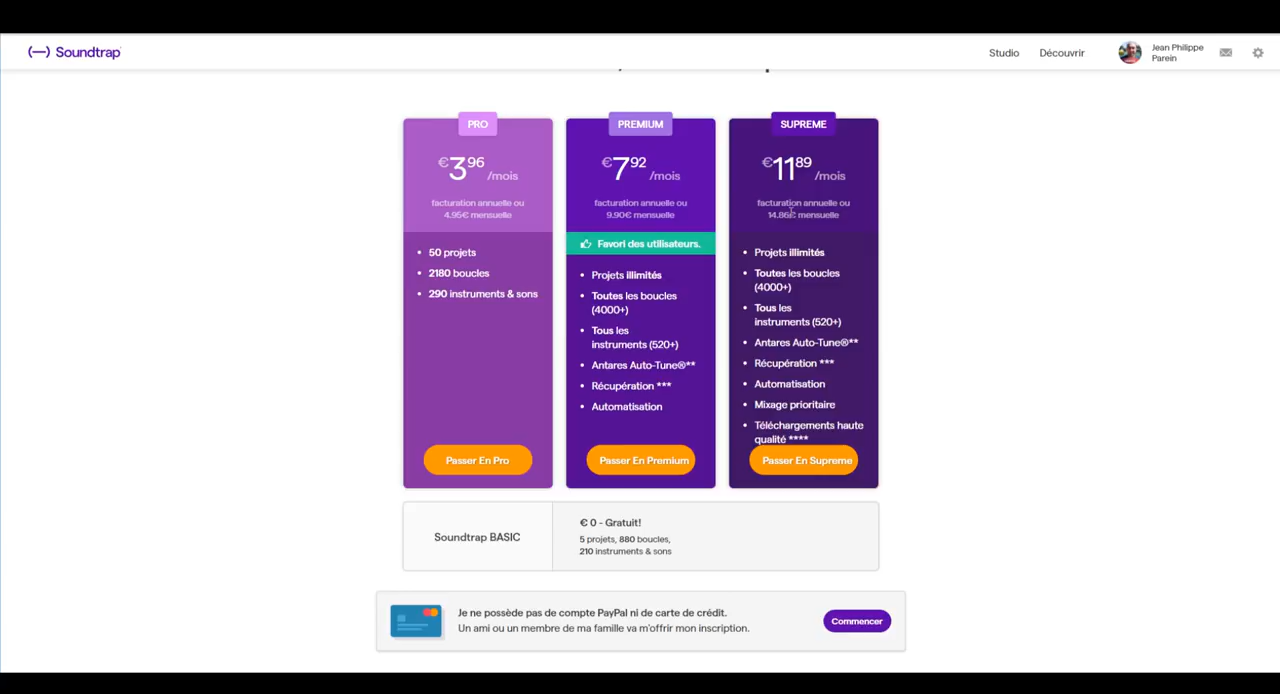 (—) Soundtrap
Studio
Découvrir
Jean Philippe
Parein
PRO
€3 96 /mois
facturation annuelle ou
4.95€ mensuelle
50 projets
2180 boucles
290 instruments & sons
Passer En Pro
PREMIUM
€7 92 /mois
facturation annuelle ou
9.90€ mensuelle
Favori des utilisateurs.
Projets illimités
Toutes les boucles
(4000+)
Tous les
instruments (520+)
Antares Auto-Tune®**
Récupération ***
Automatisation
Passer En Premium
SUPREME
€11 89 /mois
facturation annuelle ou
14.86€ mensuelle
Projets illimités
Toutes les boucles
(4000+)
Tous les
instruments (520+)
Antares Auto-Tune®**
Récupération ***
Automatisation
Mixage prioritaire
Téléchargements haute
qualité ****
Passer En Supreme
Soundtrap BASIC
€ 0 - Gratuit!
5 projets, 880 boucles,
210 instruments & sons
Je ne possède pas de compte PayPal ni de carte de crédit.
Un ami ou un membre de ma famille va m'offrir mon inscription.
Commencer